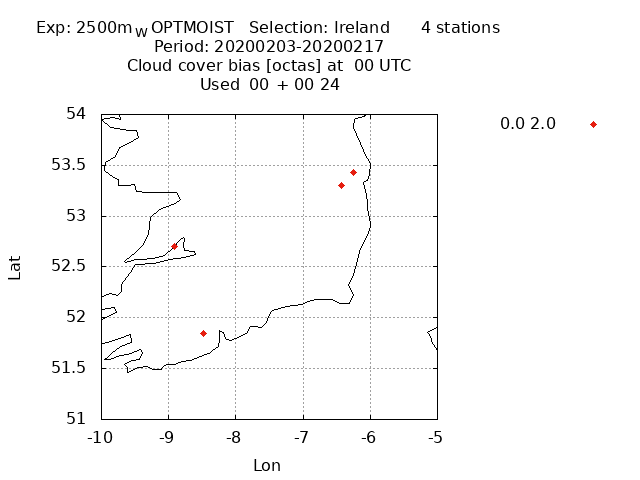 Exp: 2500m_W OPTMOIST Selection: Ireland 4 stations
Period: 20200203-20200217
Cloud cover bias [octas] at 00 UTC
Used 00 + 00 24
0.0 2.0
54
53.5
53
52.5
52
51.5
51
-10 -9 -8 -7 -6 -5
Lat
Lon